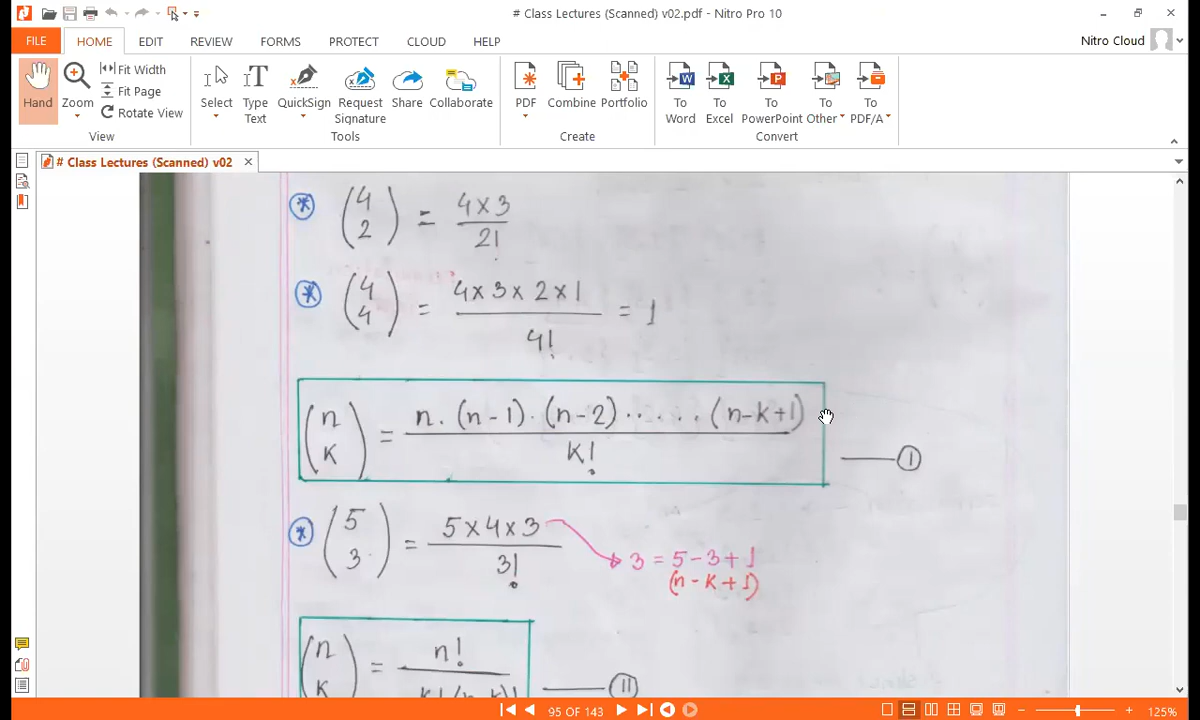 # Class Lectures (Scanned) v02.pdf - Nitro Pro 10
FILE HOME EDIT REVIEW FORMS PROTECT CLOUD HELP Nitro Cloud
Hand Zoom Fit Width Fit Page Rotate View Select Type Text QuickSign Request Signature Share Collaborate PDF Combine Portfolio To Word To Excel To PowerPoint To Other To PDF/A
View Tools Create Convert
# Class Lectures (Scanned) v02
(4 2) = 4×3 / 2!
(4 4) = 4×3×2×1 / 4! = 1
(n k) = n.(n-1).(n-2)......(n-k+1) / k! — I
(5 3) = 5×4×3 / 3! → 3 = 5-3+1
(n-k+1)
(n k) = n! / k!(n-k)! — II
95 OF 143 125%